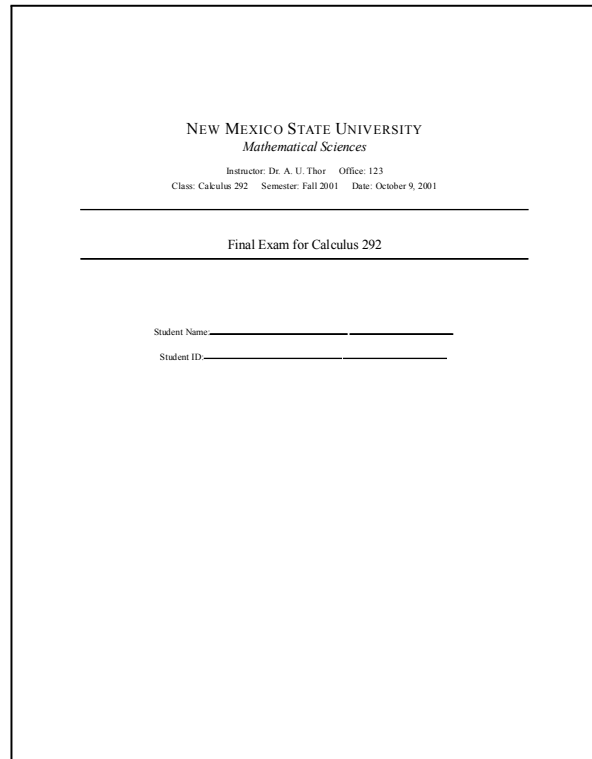 NEW MEXICO STATE UNIVERSITY
Mathematical Sciences
Instructor: Dr. A. U. Thor Office: 123
Class: Calculus 292 Semester: Fall 2001 Date: October 9, 2001
Final Exam for Calculus 292
Student Name:
Student ID: